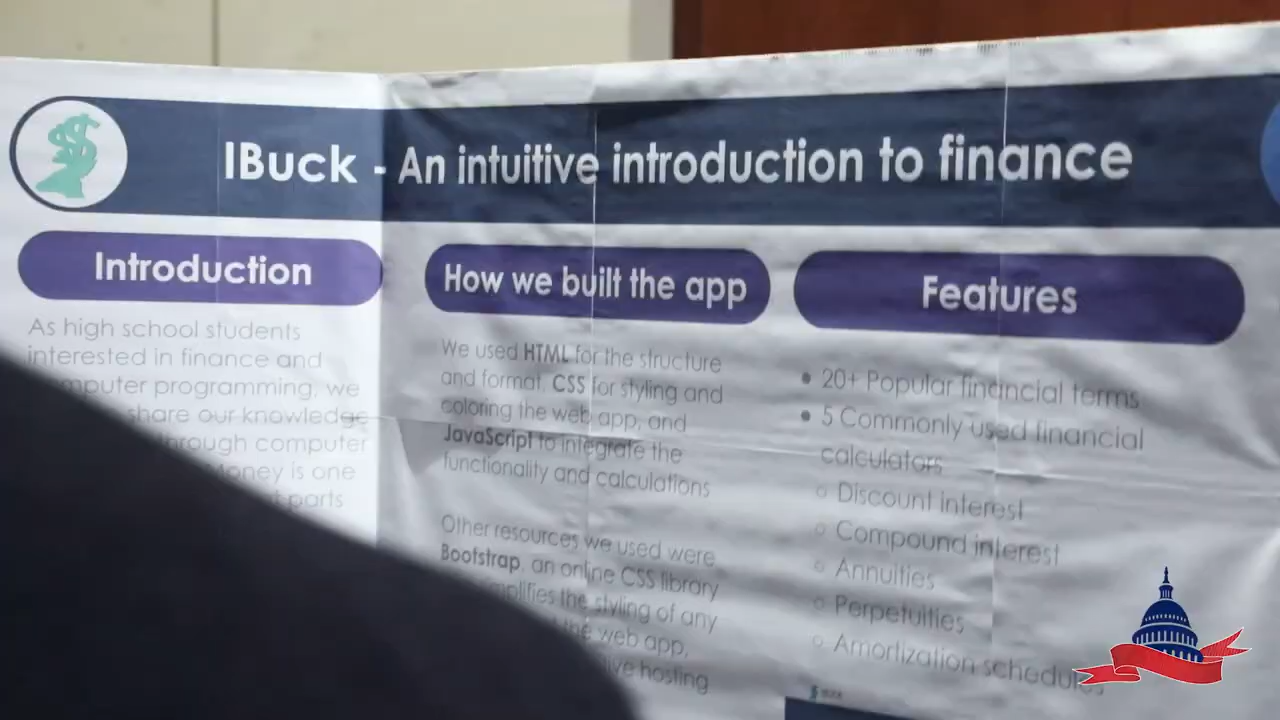 IBuck - An intuitive introduction to finance
Introduction
As high school students
interested in finance and
computer programming, we
share our knowledge
through computer
Money is one
parts
How we built the app
We used HTML for the structure
and format, CSS for styling and
coloring the web app, and
JavaScript to integrate the
functionality and calculations
Other resources we used were
Bootstrap, an online CSS library
simplifies the styling of any
the web app,
hosting
Features
• 20+ Popular financial terms
• 5 Commonly used financial
calculators
○ Discount interest
○ Compound interest
○ Annuities
○ Perpetuities
○ Amortization schedules